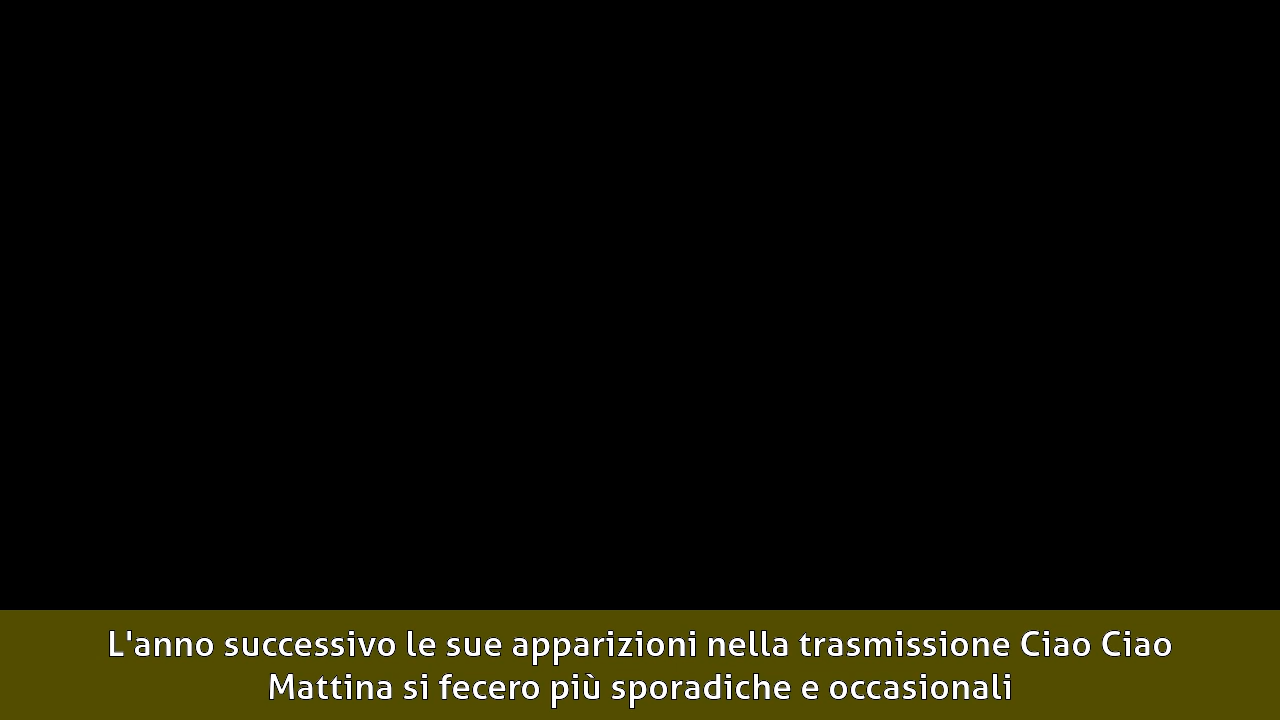 L'anno successivo le sue apparizioni nella trasmissione Ciao Ciao
Mattina si fecero più sporadiche e occasionali